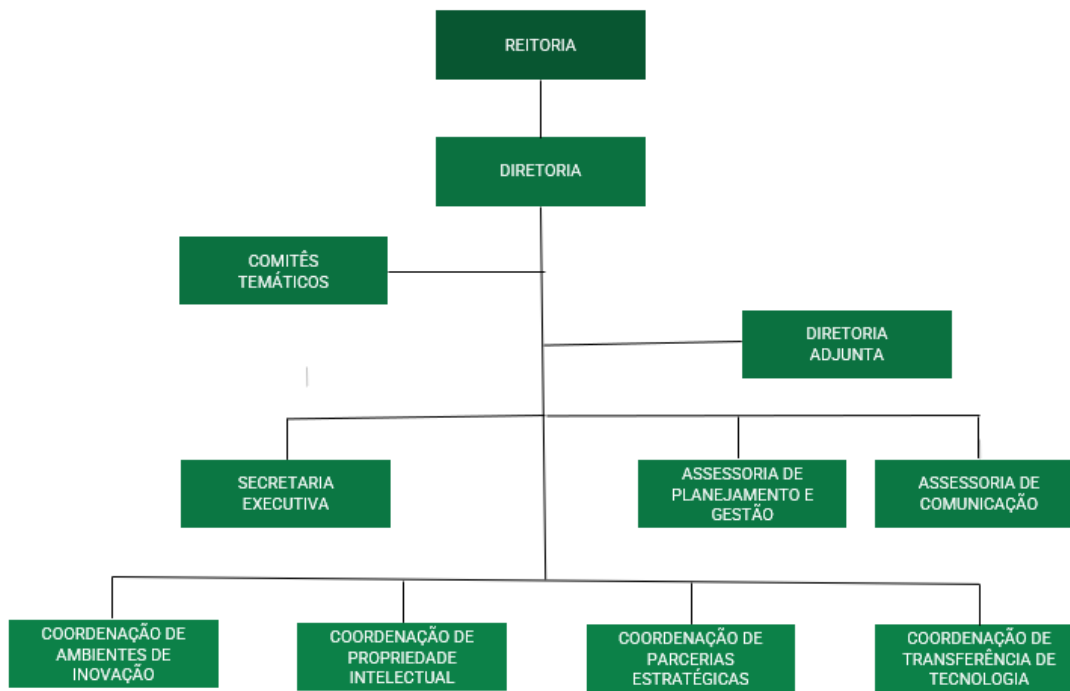 REITORIA
DIRETORIA
COMITÊS
TEMÁTICOS
DIRETORIA
ADJUNTA
SECRETARIA
EXECUTIVA
ASSESSORIA DE
PLANEJAMENTO E
GESTÃO
ASSESSORIA DE
COMUNICAÇÃO
COORDENAÇÃO DE
AMBIENTES DE
INOVAÇÃO
COORDENAÇÃO DE
PROPRIEDADE
INTELECTUAL
COORDENAÇÃO DE
PARCERIAS
ESTRATÉGICAS
COORDENAÇÃO DE
TRANSFERÊNCIA DE
TECNOLOGIA